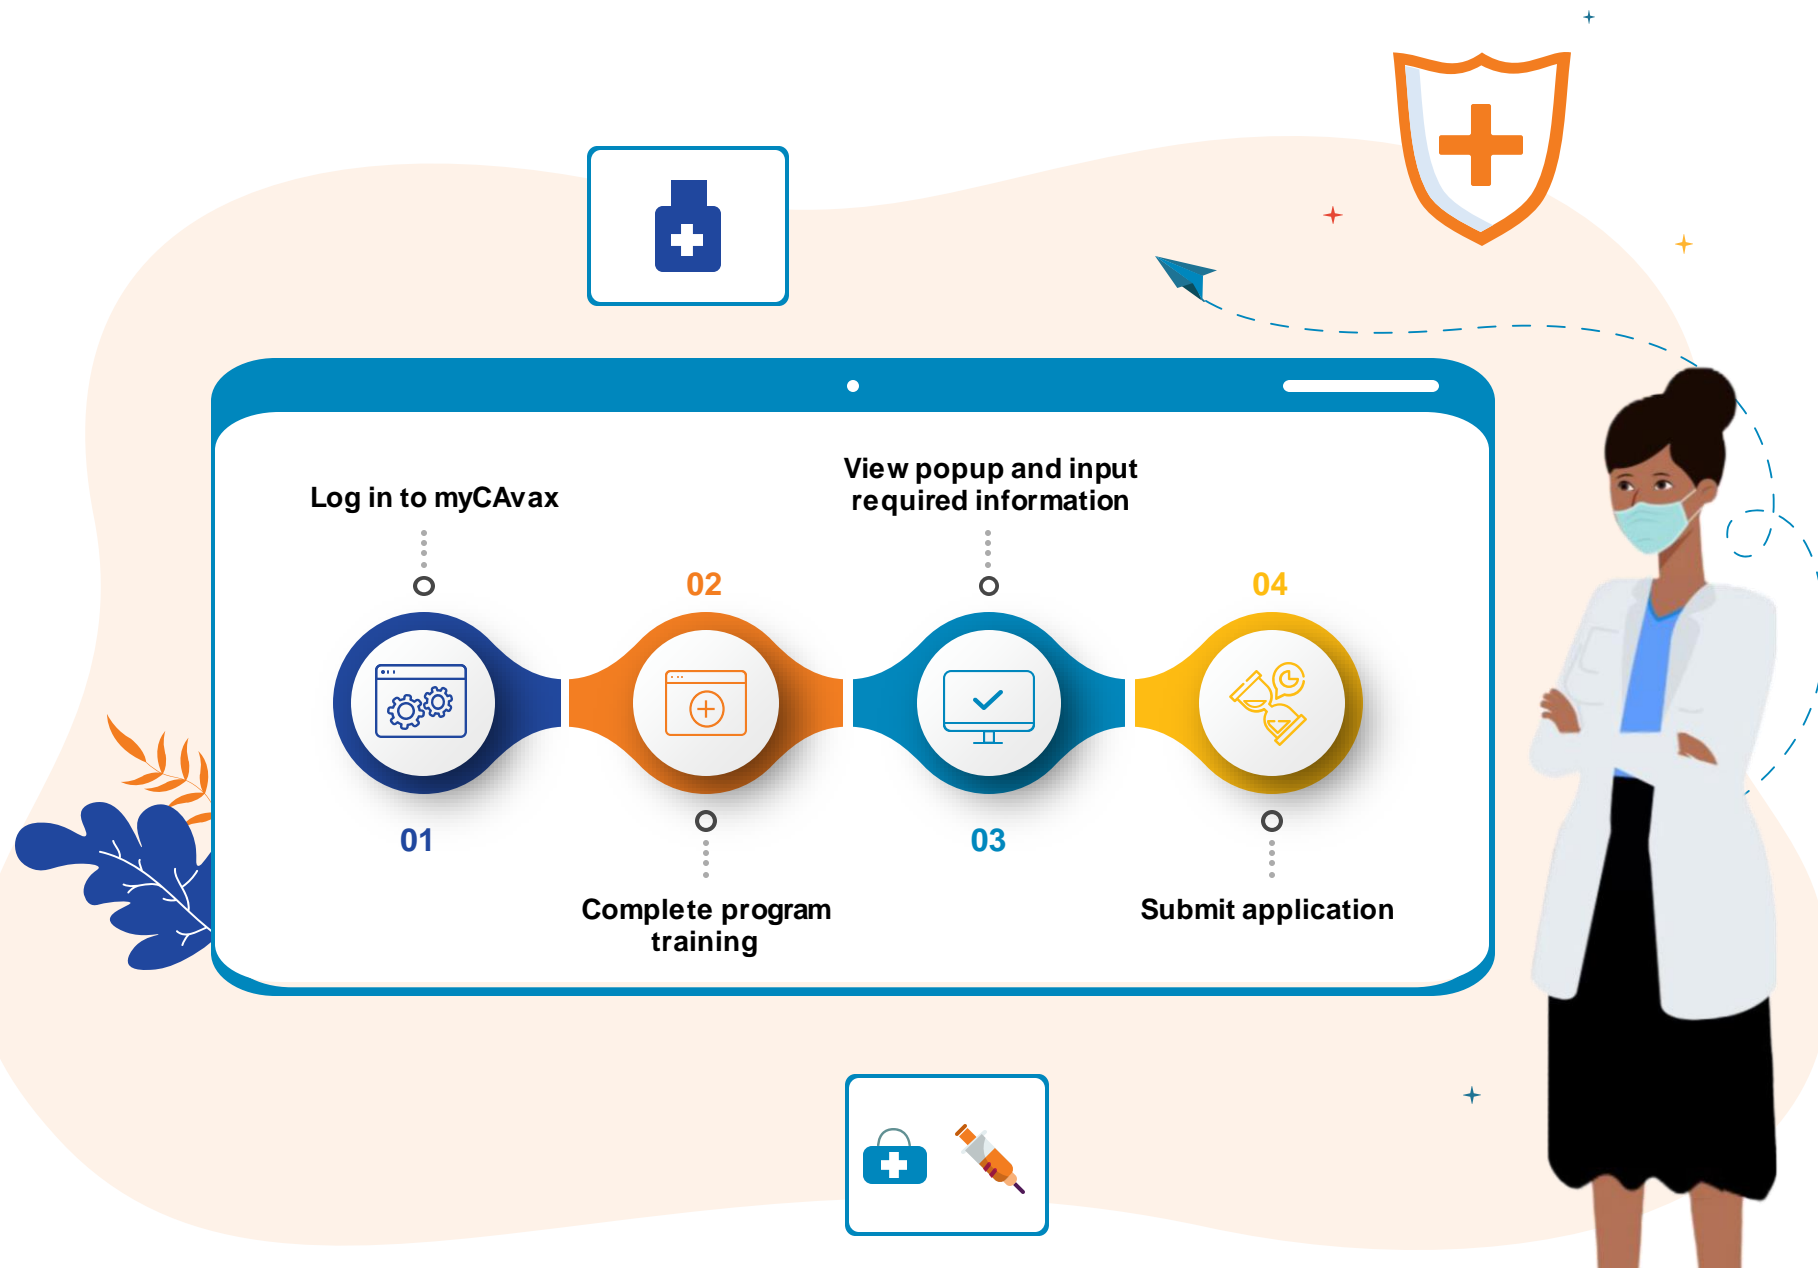 Log in to myCAvax
01
02
Complete program
training
View popup and input
required information
03
04
Submit application